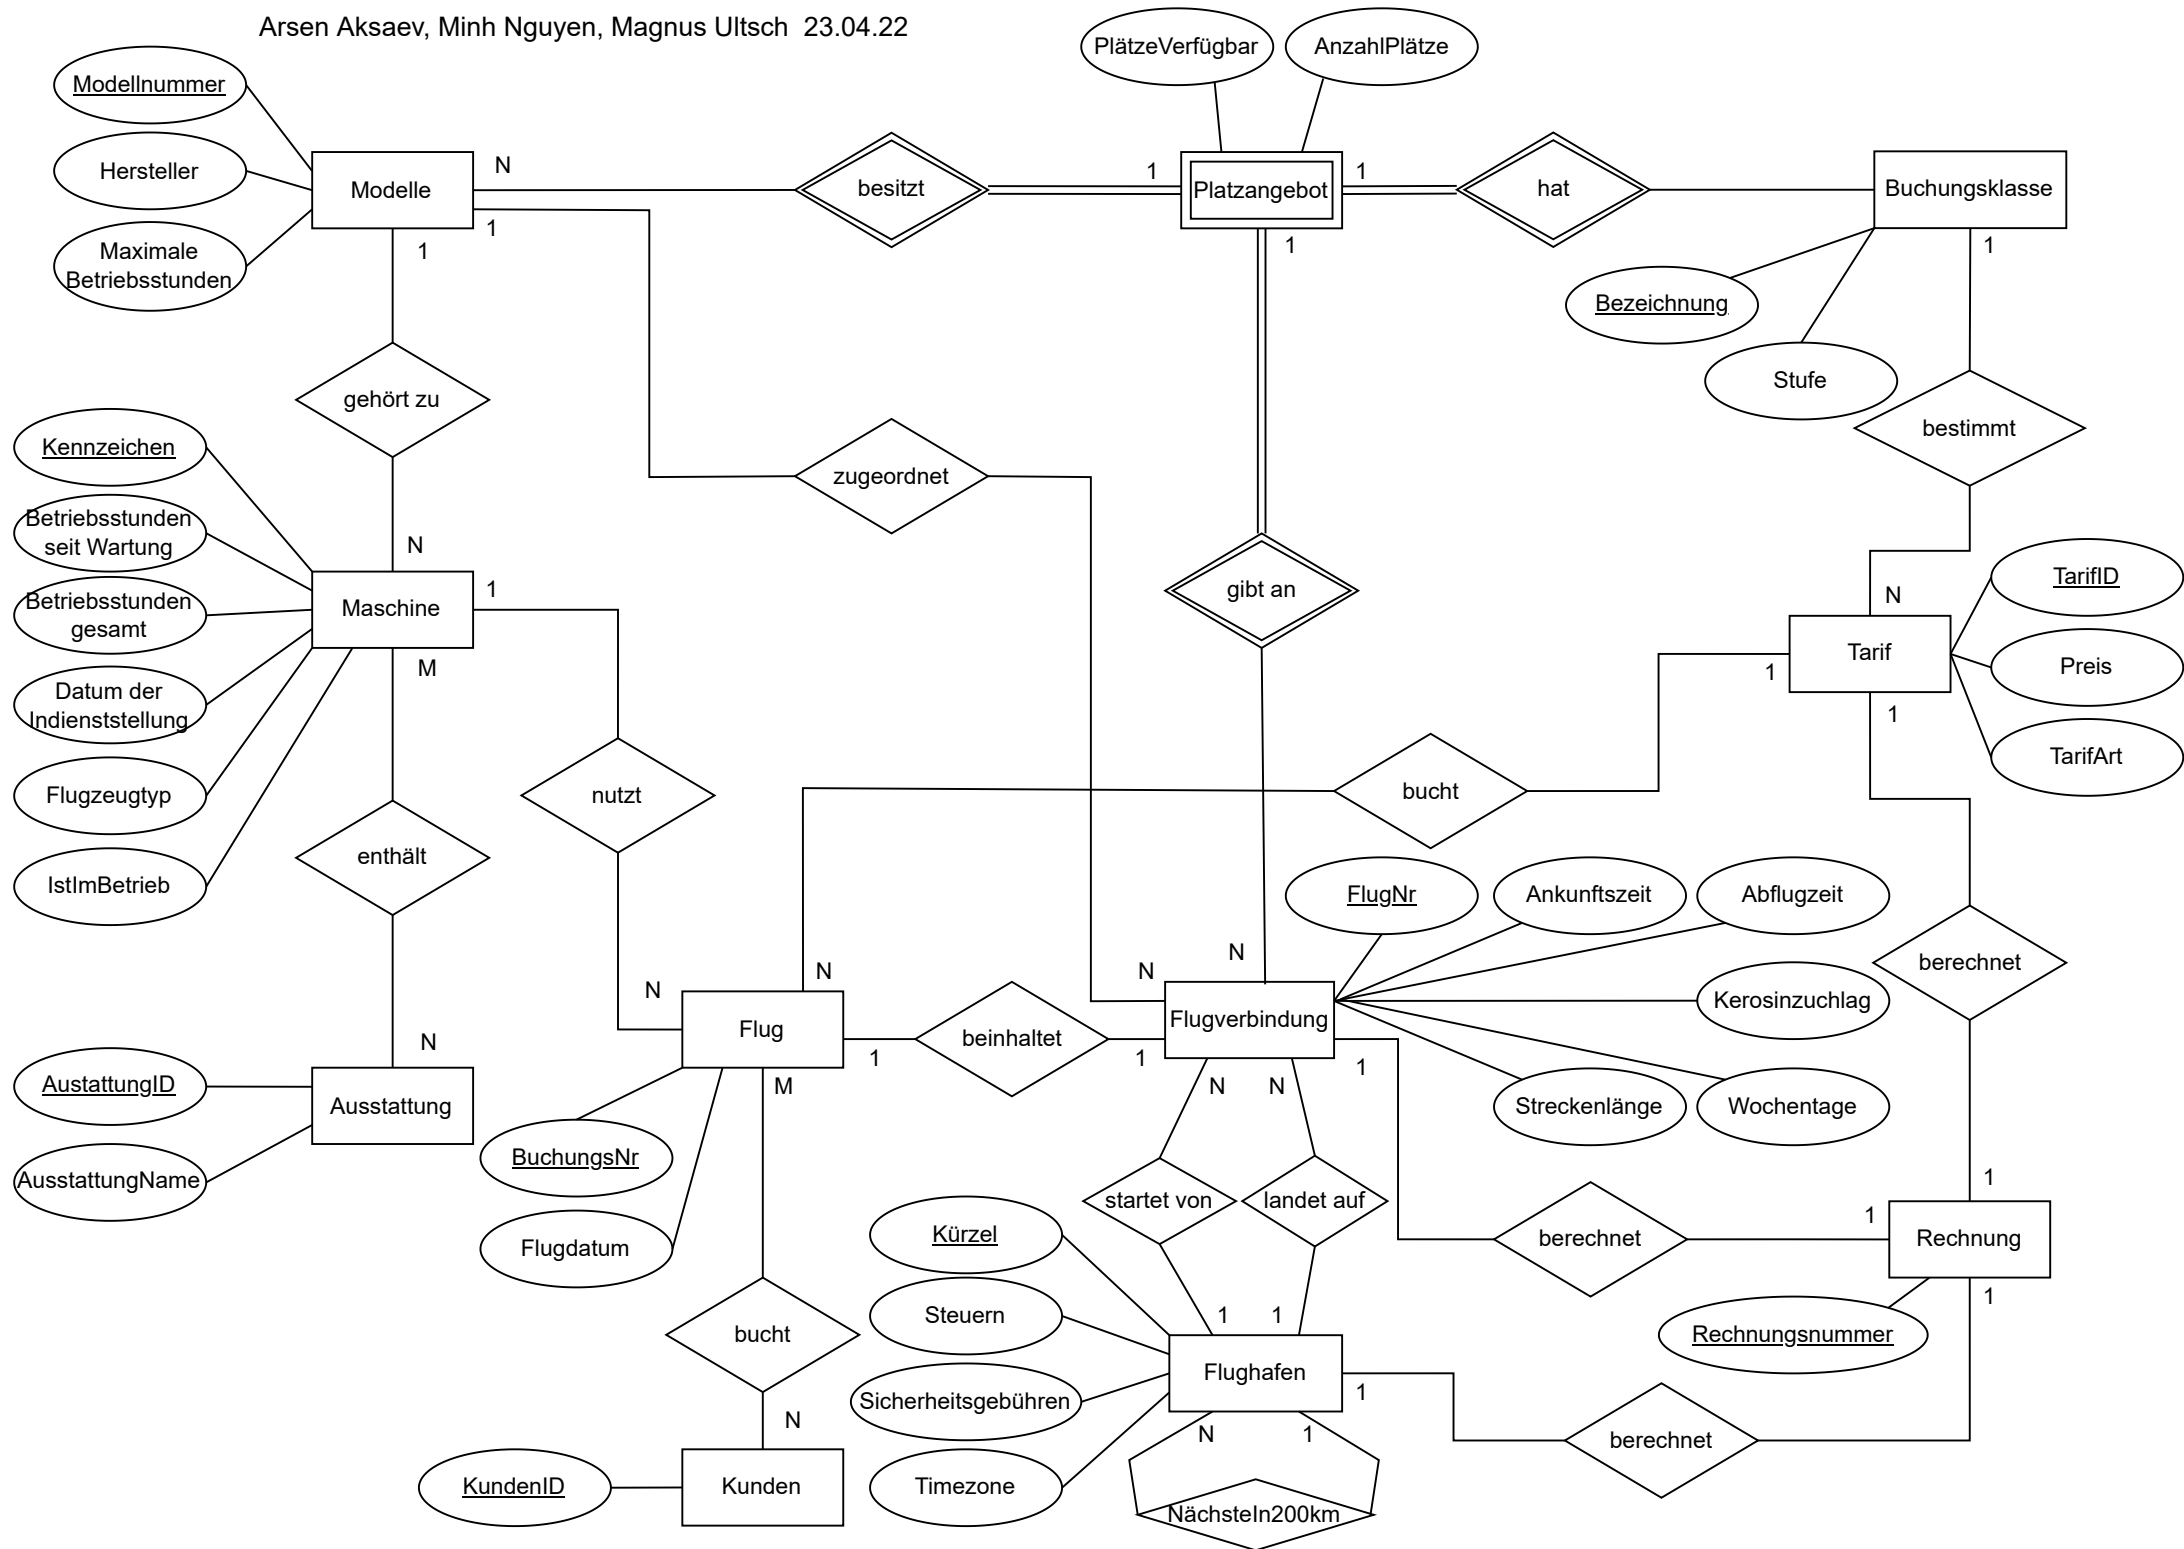 Arsen Aksaev, Minh Nguyen, Magnus Ultsch  23.04.22
PlätzeVerfügbar
AnzahlPlätze
Modellnummer
Hersteller
Maximale
Betriebsstunden
Modelle
N
1
1
besitzt
1
Platzangebot
1
1
hat
Buchungsklasse
1
Bezeichnung
Stufe
gehört zu
zugeordnet
bestimmt
Kennzeichen
Betriebsstunden
seit Wartung
Betriebsstunden
gesamt
Datum der
Indienststellung
Flugzeugtyp
IstImBetrieb
N
Maschine
1
M
gibt an
N
Tarif
1
1
TarifID
Preis
TarifArt
nutzt
bucht
enthält
FlugNr
Ankunftszeit
Abflugzeit
Kerosinzuchlag
Streckenlänge
Wochentage
berechnet
N
N
Flug
1
M
beinhaltet
N
N
1
Flugverbindung
1
N
N
N
AustattungID
AusstattungName
Ausstattung
BuchungsNr
Flugdatum
startet von
landet auf
berechnet
1
1
Rechnung
1
Rechnungsnummer
Kürzel
Steuern
Sicherheitsgebühren
Timezone
1
1
Flughafen
1
N
1
NächsteIn200km
berechnet
bucht
N
Kunden
KundenID